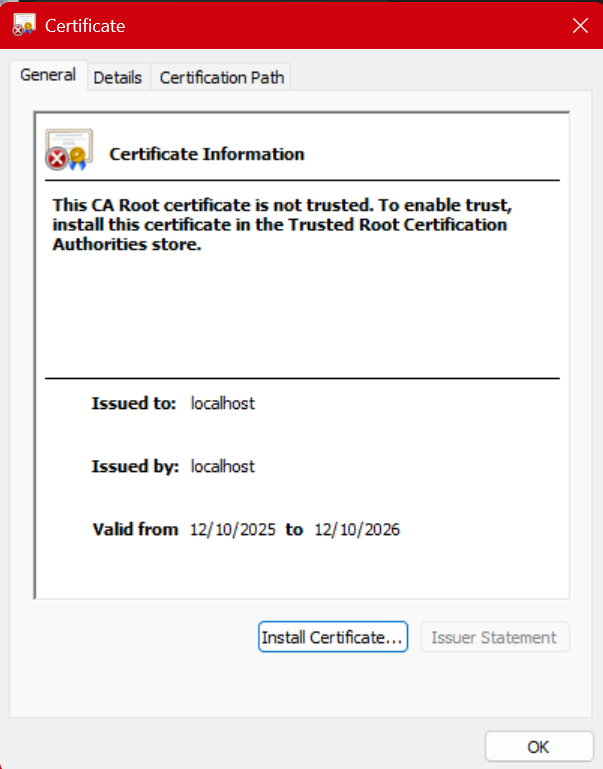 Certificate
General
Details
Certification Path
Certificate Information
This CA Root certificate is not trusted. To enable trust,
install this certificate in the Trusted Root Certification
Authorities store.
Issued to: localhost
Issued by: localhost
Valid from 12/10/2025 to 12/10/2026
Install Certificate...
Issuer Statement
OK